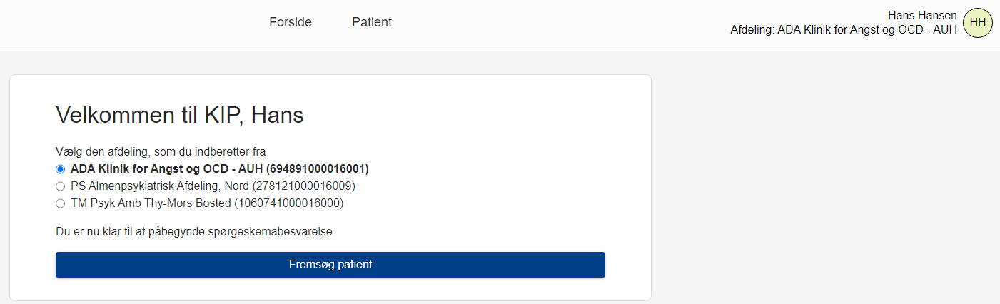 Forside
Patient
Hans Hansen
Afdeling: ADA Klinik for Angst og OCD - AUH
HH
Velkommen til KIP, Hans
Vælg den afdeling, som du indberetter fra
ADA Klinik for Angst og OCD - AUH (694891000016001)
PS Almenpsykiatrisk Afdeling, Nord (278121000016009)
TM Psyk Amb Thy-Mors Bosted (1060741000016000)
Du er nu klar til at påbegynde spørgeskemabesvarelse
Fremsøg patient